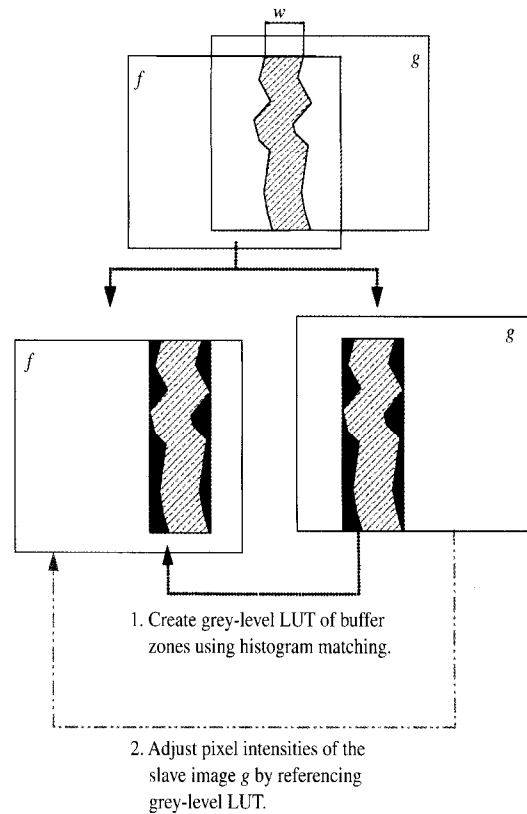 w
f
g
f
g
1. Create grey-level LUT of buffer
zones using histogram matching.
2. Adjust pixel intensities of the
slave image g by referencing
grey-level LUT.